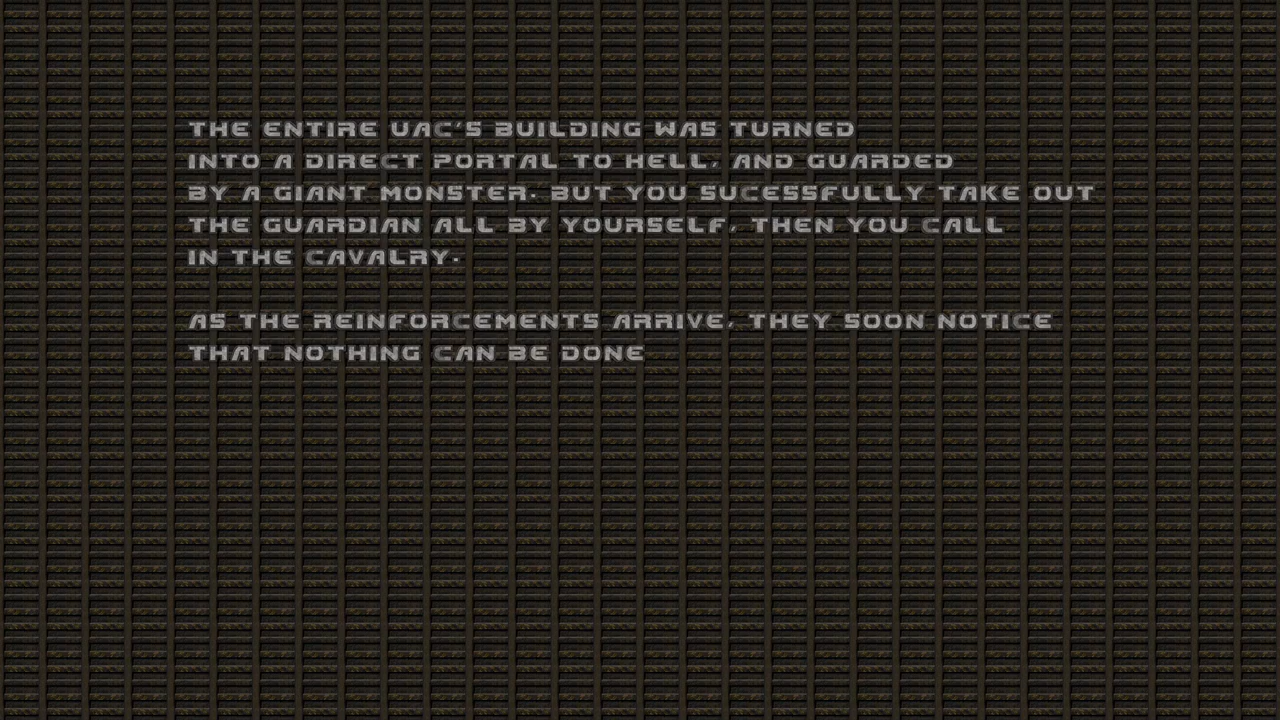 THE ENTIRE UAC'S BUILDING WAS TURNED
INTO A DIRECT PORTAL TO HELL, AND GUARDED
BY A GIANT MONSTER. BUT YOU SUCESSFULLY TAKE OUT
THE GUARDIAN ALL BY YOURSELF, THEN YOU CALL
IN THE CAVALRY.
AS THE REINFORCEMENTS ARRIVE, THEY SOON NOTICE
THAT NOTHING CAN BE DONE